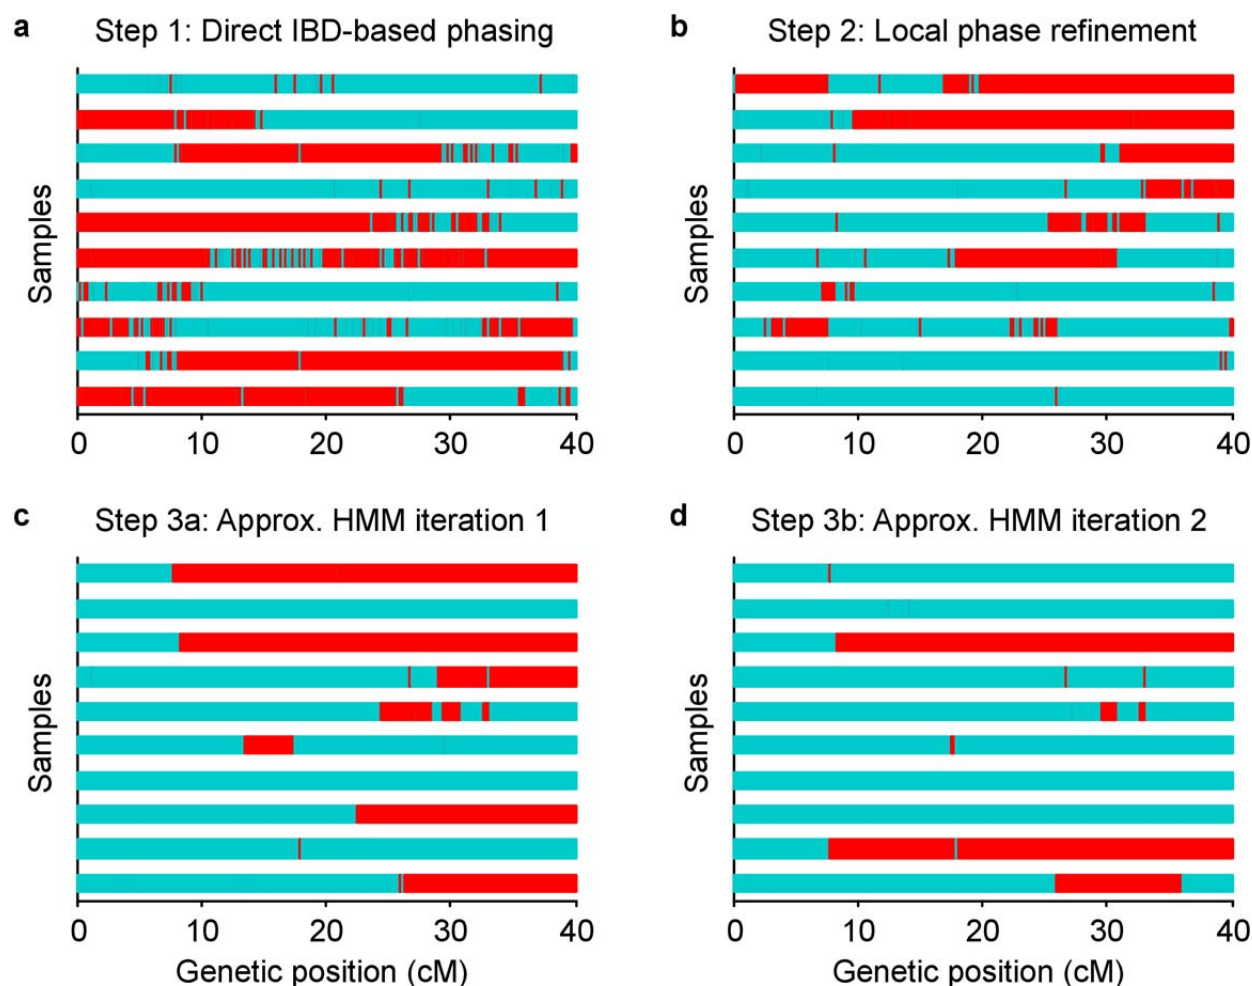 a Step 1: Direct IBD-based phasing
Samples
0 10 20 30 40
b Step 2: Local phase refinement
0 10 20 30 40
c Step 3a: Approx. HMM iteration 1
Samples
0 10 20 30 40
Genetic position (cM)
d Step 3b: Approx. HMM iteration 2
Samples
0 10 20 30 40
Genetic position (cM)